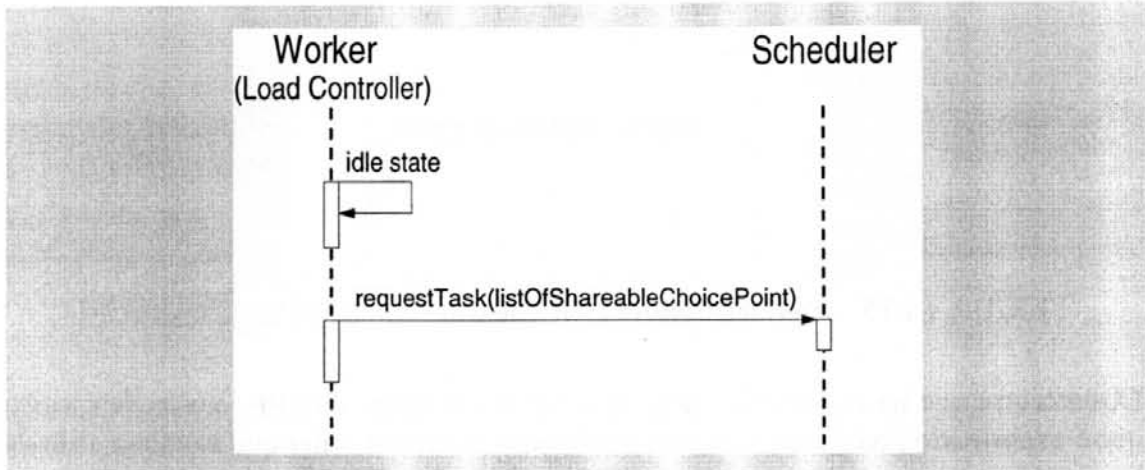 Worker
(Load Controller)
Scheduler
idle state
requestTask(listOfShareableChoicePoint)